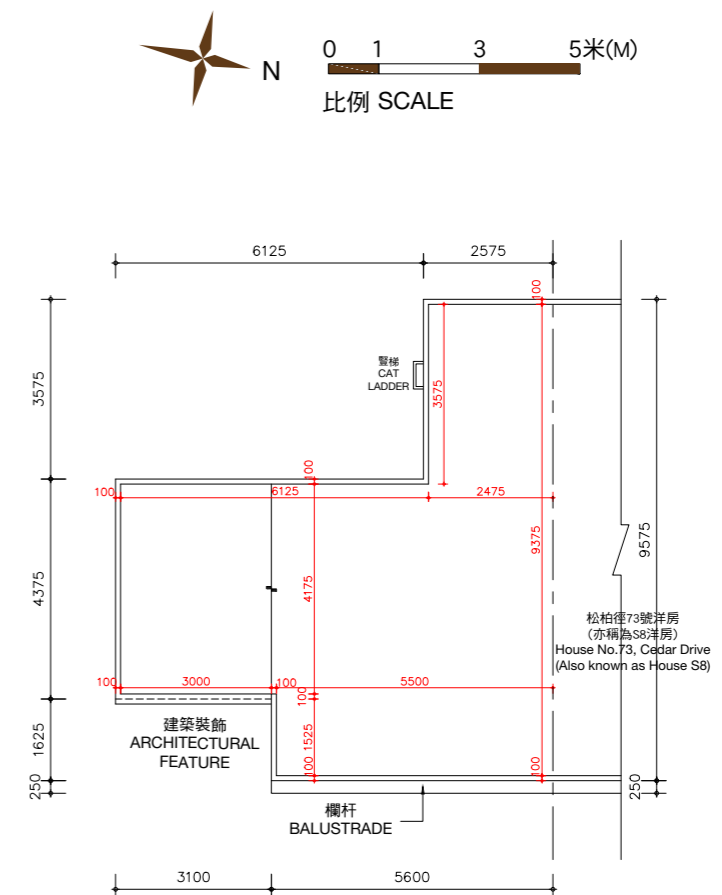 N
0 1 3 5米(M)
比例 SCALE
6125 2575
100
3575
豎梯
CAT
LADDER
3575
100
100 6125 2475
4375
4175
9375
9575
松柏徑73號洋房
(亦稱為S8洋房)
House No.73, Cedar Drive
(Also known as House S8)
100 3000 100 5500
100
1625
建築裝飾
ARCHITECTURAL
FEATURE
1525
100
100
250
250
欄杆
BALUSTRADE
3100 5600